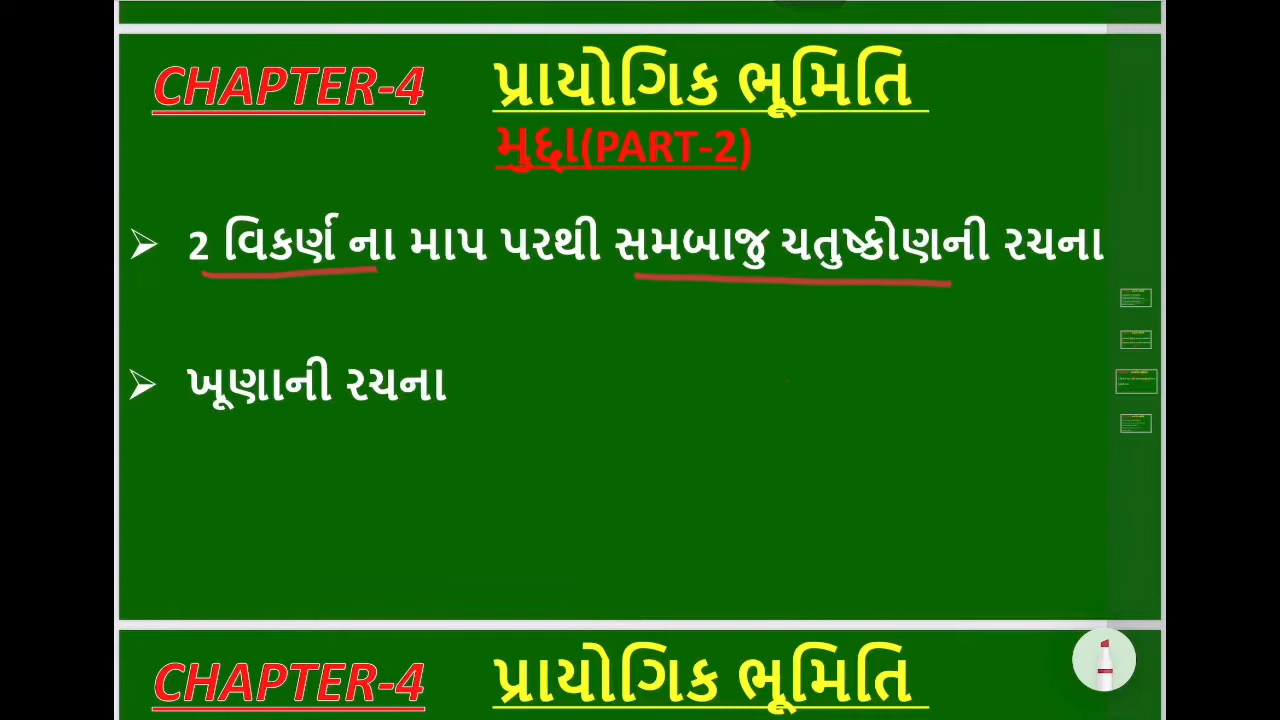 CHAPTER-4 પ્રાયોગિક ભૂમિતિ
મુદ્દા(PART-2)
➢ 2 વિકર્ણ ના માપ પરથી સમબાજુ ચતુષ્કોણની રચના
➢ ખૂણાની રચના
CHAPTER-4 પ્રાયોગિક ભૂમિતિ